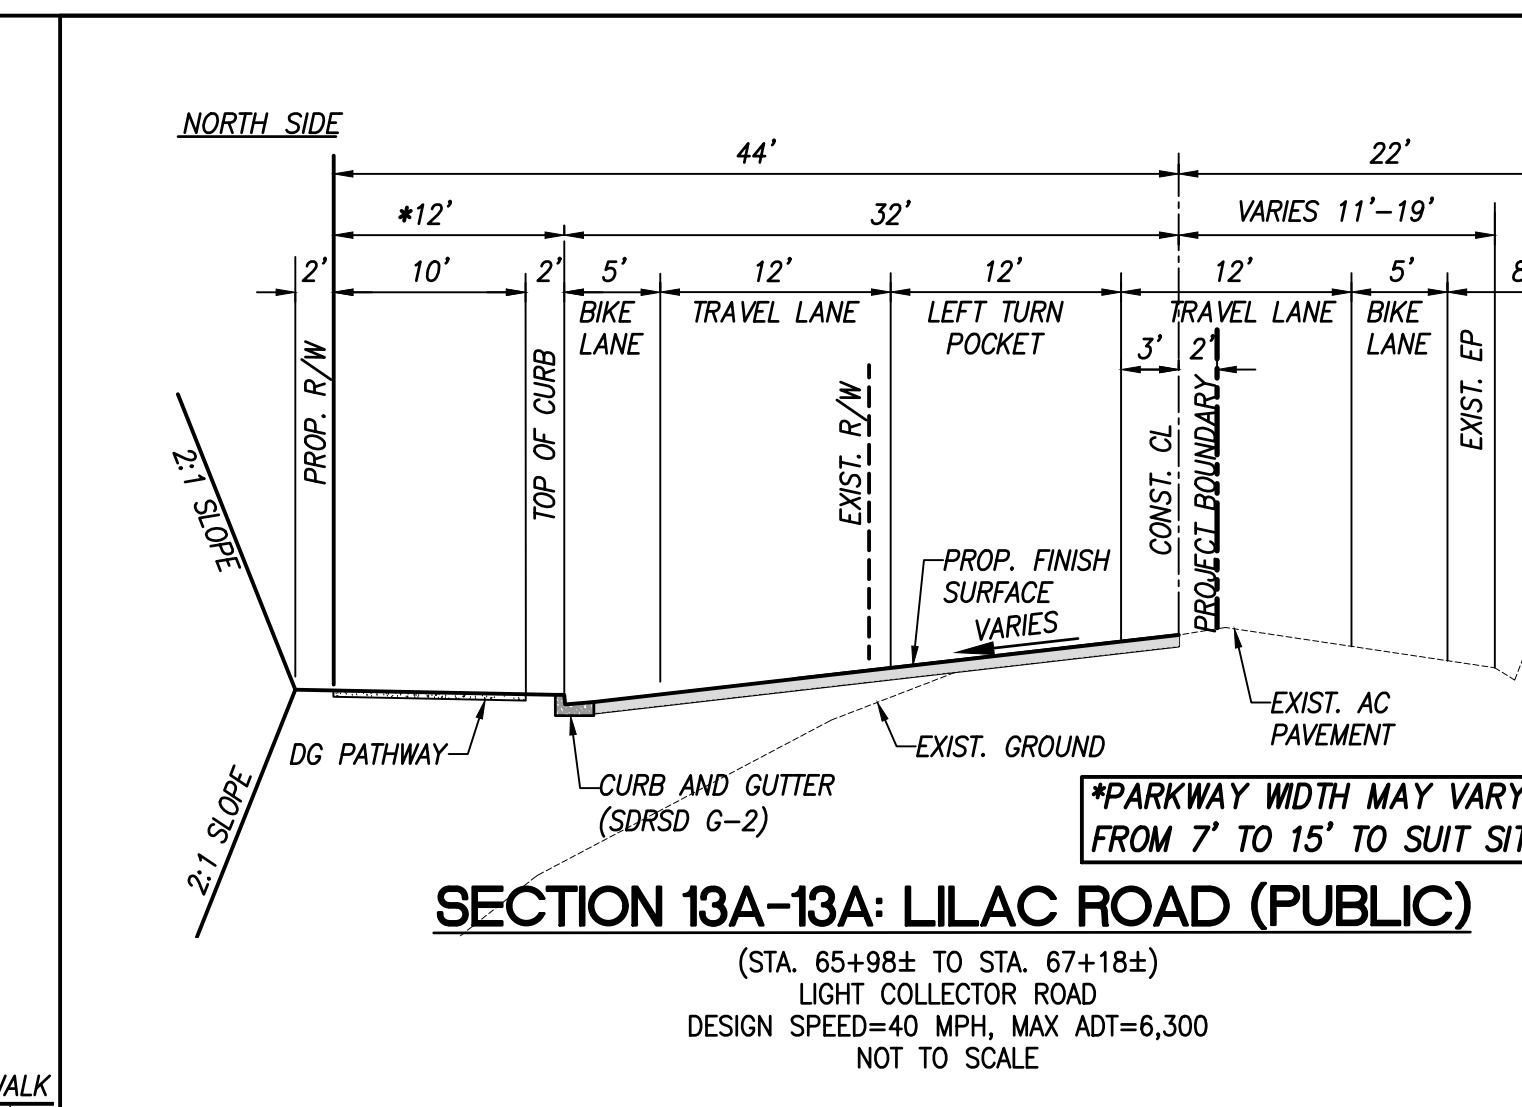 NORTH SIDE
44'
22'
*12'
32'
VARIES 11'-19'
2'
10'
2'
5'
12'
12'
12'
5'
8
BIKE
LANE
TRAVEL LANE
LEFT TURN
POCKET
TRAVEL LANE
BIKE
LANE
3'
2'
PROP. R/W
TOP OF CURB
EXIST. R/W
CONST. CL
PROJECT BOUNDARY
EXIST. EP
2:1 SLOPE
PROP. FINISH
SURFACE
VARIES
EXIST. AC
PAVEMENT
DG PATHWAY
EXIST. GROUND
CURB AND GUTTER
(SDRSD G-2)
2:1 SLOPE
*PARKWAY WIDTH MAY VARY
FROM 7' TO 15' TO SUIT SIT
SECTION 13A-13A: LILAC ROAD (PUBLIC)
(STA. 65+98± TO STA. 67+18±)
LIGHT COLLECTOR ROAD
DESIGN SPEED=40 MPH, MAX ADT=6,300
NOT TO SCALE
WALK